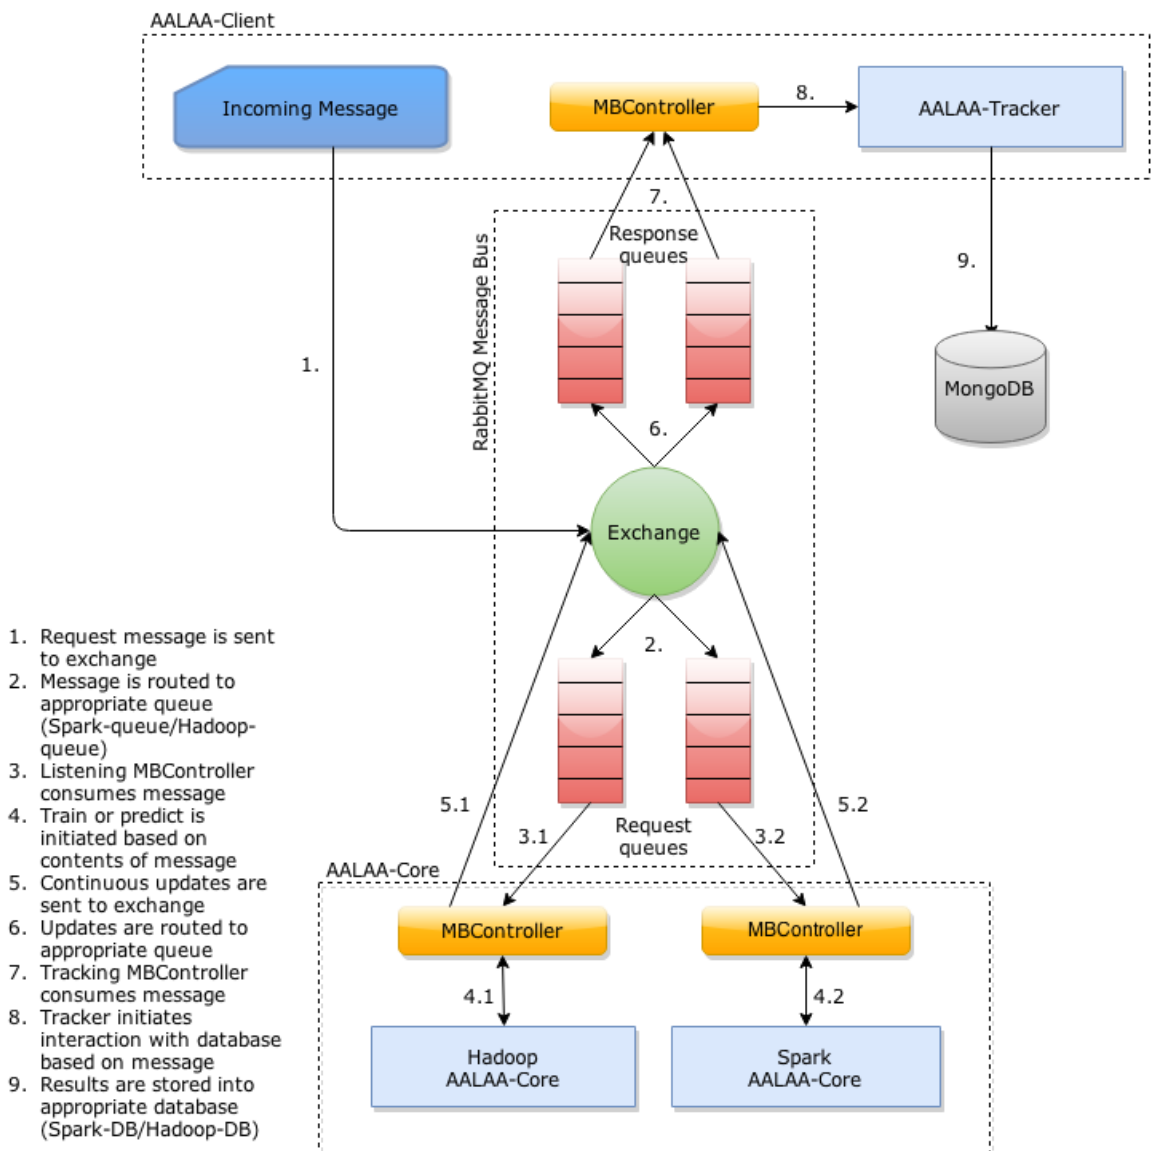 AALAA-Client
Incoming Message
MBController
8.
AALAA-Tracker
7.
Response
queues
RabbitMQ Message Bus
9.
1.
MongoDB
6.
Exchange
2.
5.1
5.2
3.1
Request
queues
3.2
AALAA-Core
MBController
MBController
4.1
4.2
Hadoop
AALAA-Core
Spark
AALAA-Core
1. Request message is sent
to exchange
2. Message is routed to
appropriate queue
(Spark-queue/Hadoop-
queue)
3. Listening MBController
consumes message
4. Train or predict is
initiated based on
contents of message
5. Continuous updates are
sent to exchange
6. Updates are routed to
appropriate queue
7. Tracking MBController
consumes message
8. Tracker initiates
interaction with database
based on message
9. Results are stored into
appropriate database
(Spark-DB/Hadoop-DB)